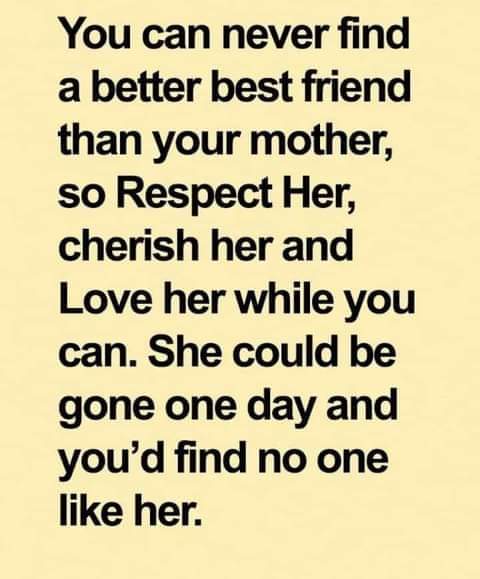 You can never find
a better best friend
than your mother,
so Respect Her,
cherish her and
Love her while you
can. She could be
gone one day and
you’d find no one
like her.